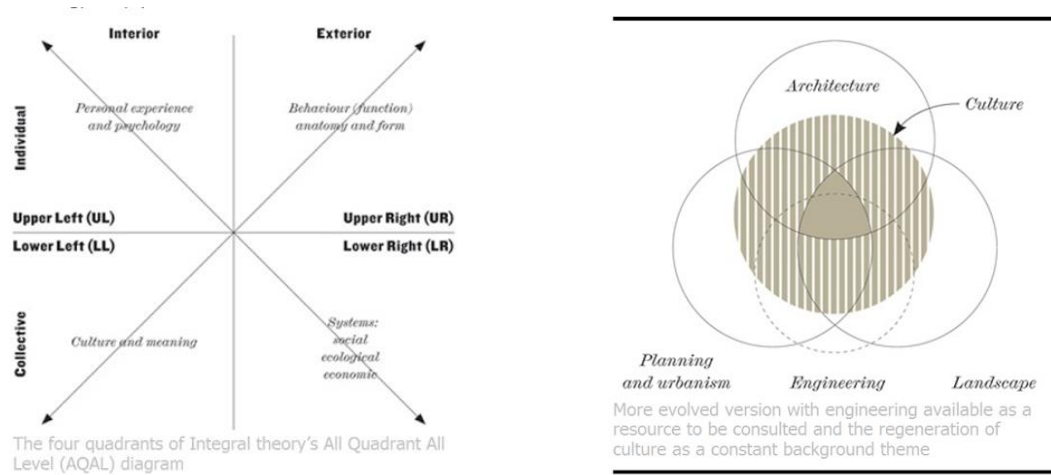 Interior
Exterior
Individual
Personal experience
and psychology
Behaviour (function)
anatomy and form
Upper Left (UL)
Upper Right (UR)
Lower Left (LL)
Lower Right (LR)
Collective
Culture and meaning
Systems:
social
ecological
economic
The four quadrants of Integral theory's All Quadrant All
Level (AQAL) diagram
Architecture
Culture
Planning
and urbanism
Engineering
Landscape
More evolved version with engineering available as a
resource to be consulted and the regeneration of
culture as a constant background theme